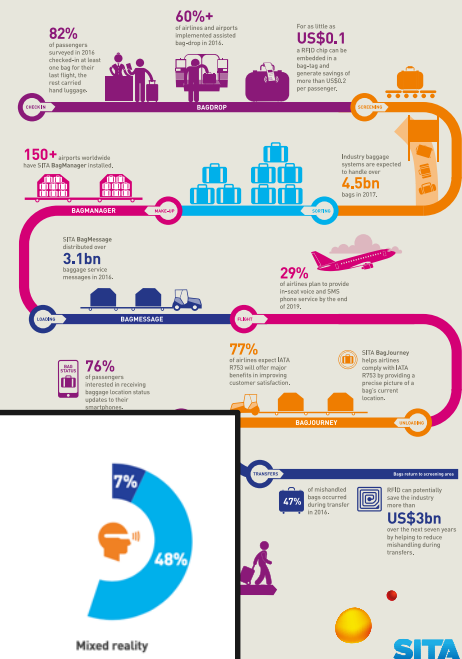 82%
of passengers
surveyed in 2016
checked-in at least
one bag for their
last flight, the
rest carried
hand luggage.
60%+
of airlines and airports
implemented assisted
bag-drop in 2016.
For as little as
US$0.1
a RFID chip can be
embedded in a
bag-tag and
generate savings of
more than US$0.2
per passenger.
CHECK IN
BAGDROP
SCREENING
150+ airports worldwide
have SITA BagManager installed.
Industry baggage
systems are expected
to handle over
4.5bn
bags in 2017.
BAGMANAGER
MAKE-UP
SORTING
SITA BagMessage
distributed over
3.1bn
baggage service
messages in 2016.
29%
of airlines plan to provide
in-seat voice and SMS
phone service by the end
of 2019.
LOADING
BAGMESSAGE
FLIGHT
BAG
STATUS
76%
of passengers
interested in receiving
baggage location status
updates to their
smartphones.
77%
of airlines expect IATA
R753 will offer major
benefits in improving
customer satisfaction.
SITA BagJourney
helps airlines
comply with IATA
R753 by providing a
precise picture of a
bag's current
location.
BAGJOURNEY
UNLOADING
TRANSFERS
Bags return to screening area
47%
of mishandled
bags occurred
during transfer
in 2016.
RFID can potentially
save the industry
more than
US$3bn
over the next seven years
by helping to reduce
mishandling during
transfers.
7%
48%
Mixed reality
SITA